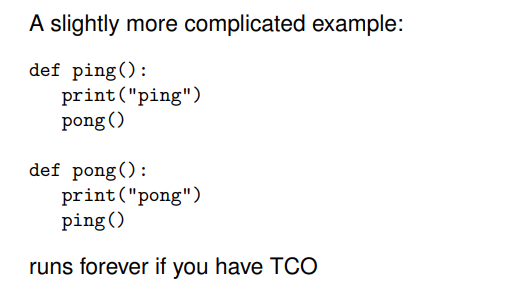 A slightly more complicated example:
def ping():
print("ping")
pong()
def pong():
print("pong")
ping()
runs forever if you have TCO